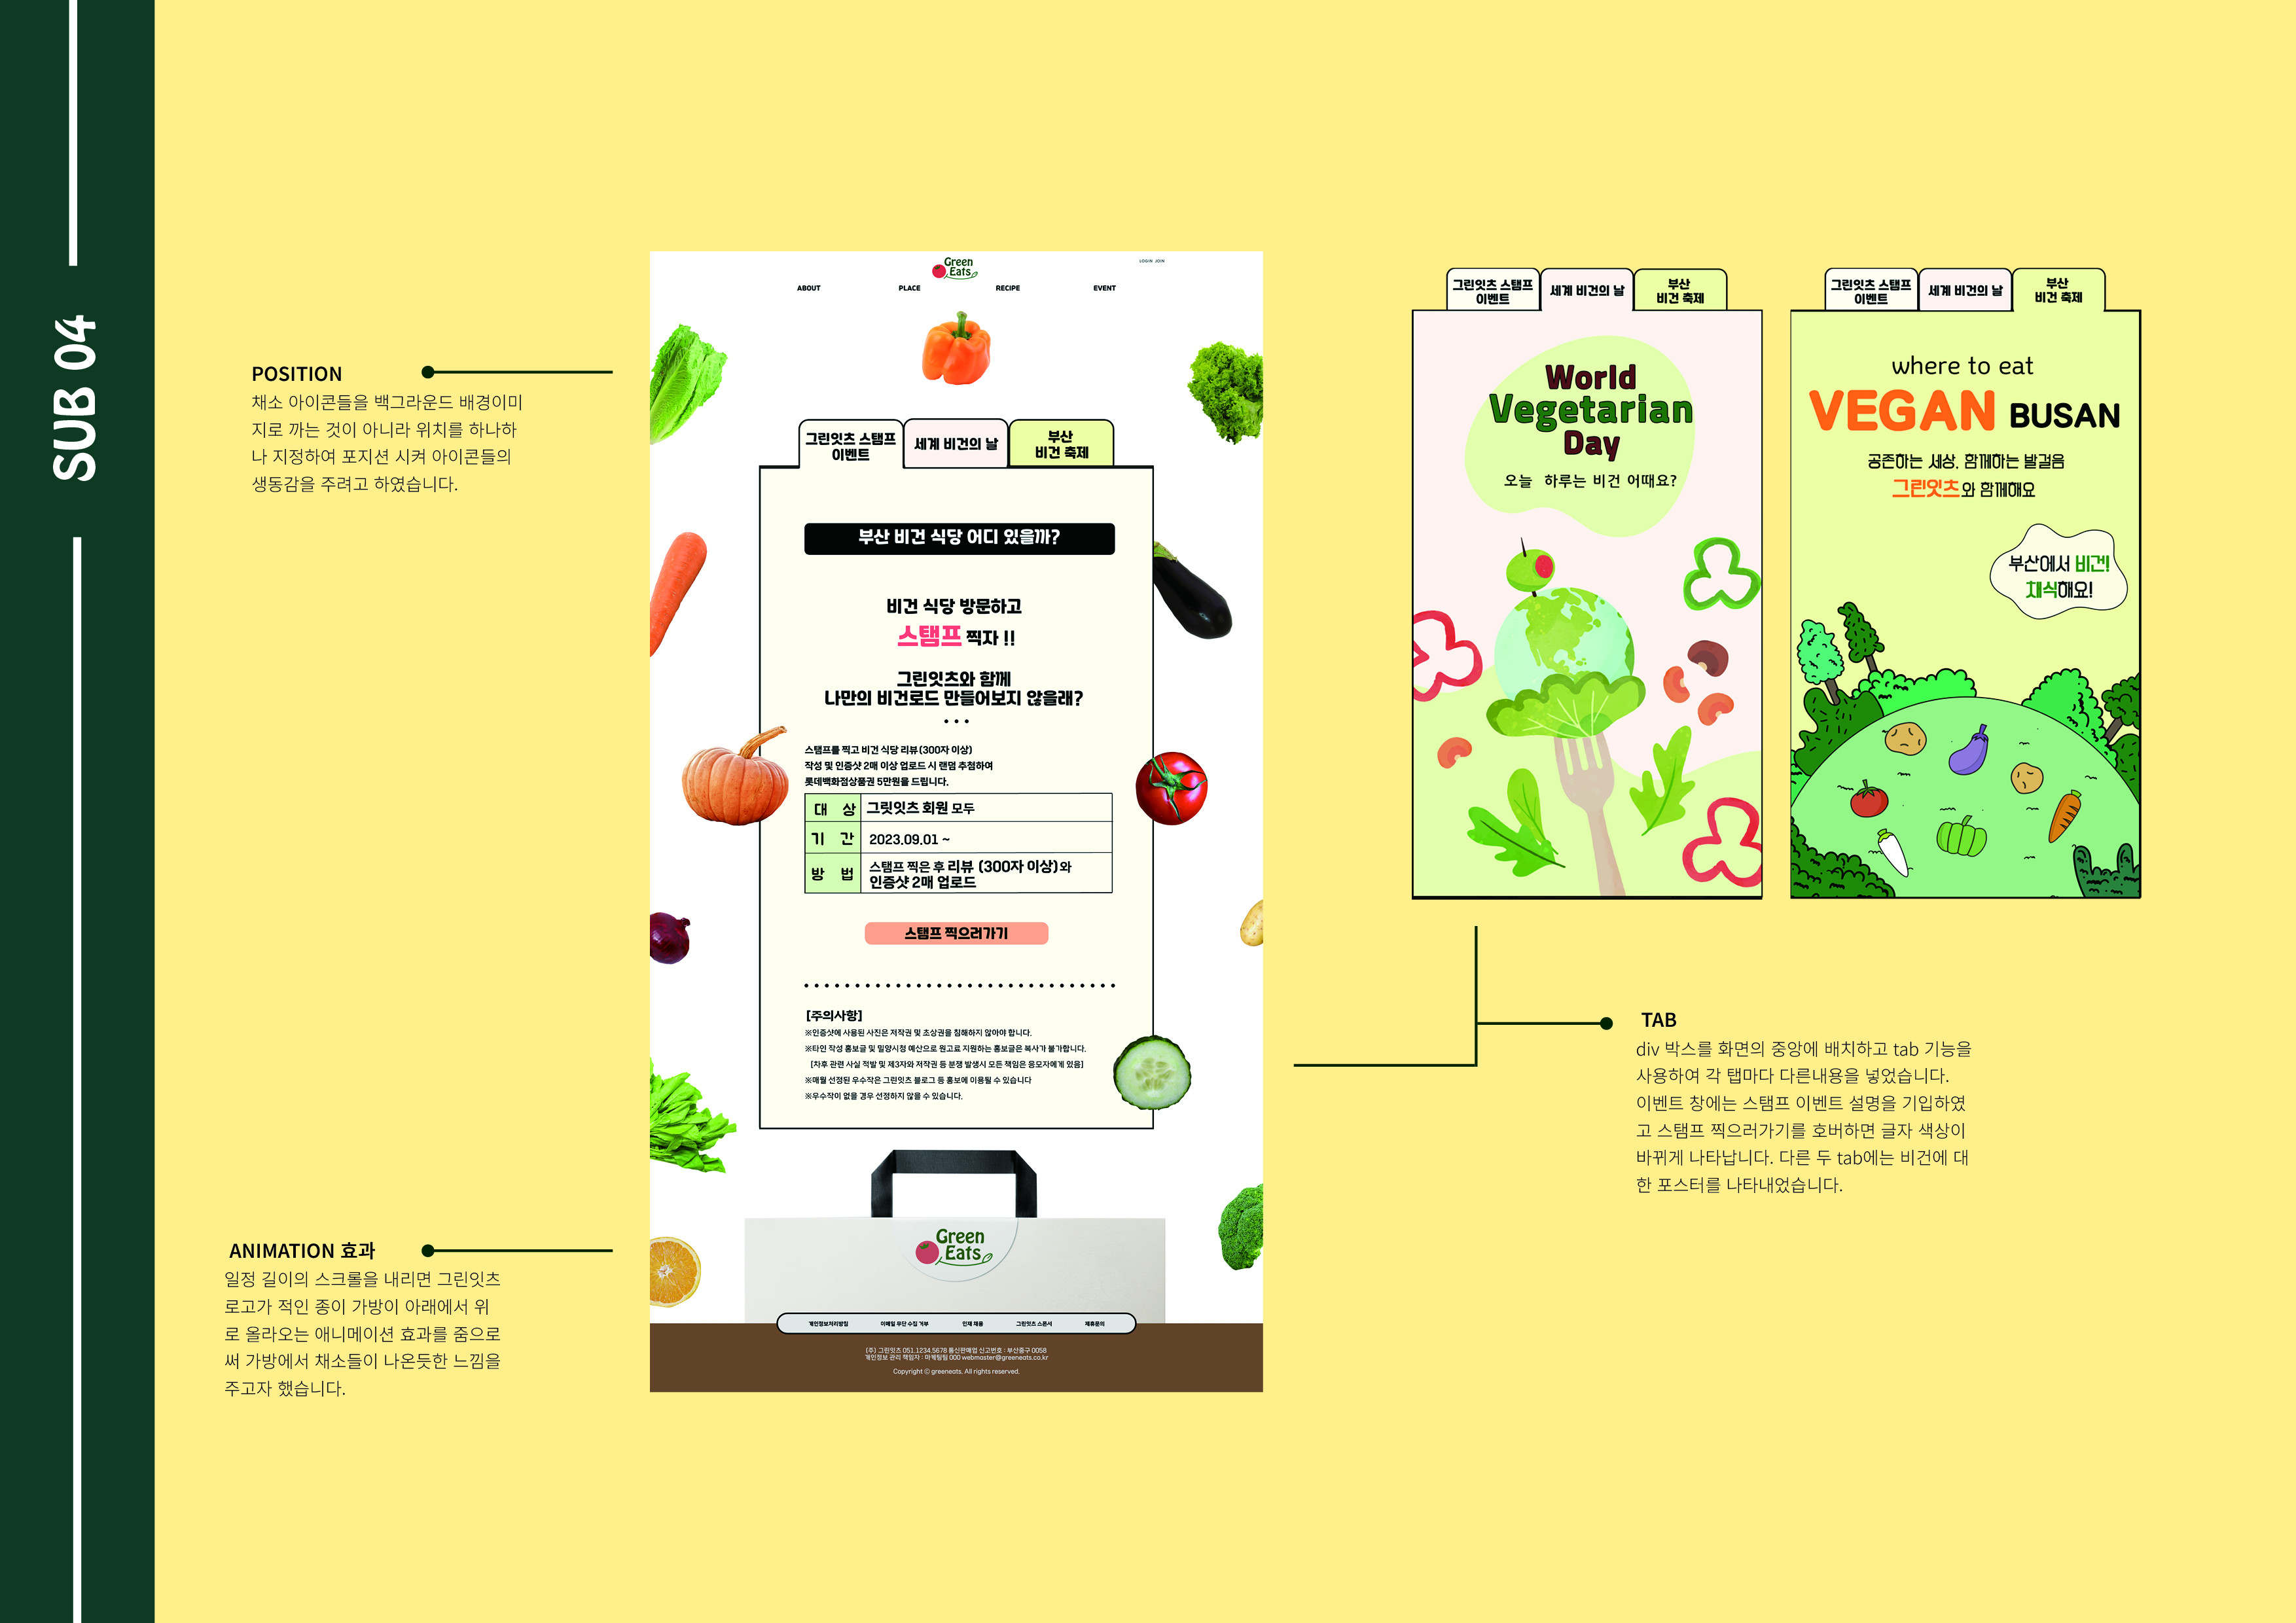 SUB 04
POSITION
채소 아이콘들을 백그라운드 배경이미
지로 까는 것이 아니라 위치를 하나하
나 지정하여 포지션 시켜 아이콘들의
생동감을 주려고 하였습니다.
ANIMATION 효과
일정 길이의 스크롤을 내리면 그린잇츠
로고가 적인 종이 가방이 아래에서 위
로 올라오는 애니메이션 효과를 줌으로
써 가방에서 채소들이 나온듯한 느낌을
주고자 했습니다.
Green
Eats
LOGIN JOIN
ABOUT PLACE RECIPE EVENT
그린잇츠 스탬프
이벤트
세계 비건의 날
부산
비건 축제
부산 비건 식당 어디 있을까?
비건 식당 방문하고
스탬프 찍자 !!
그린잇츠와 함께
나만의 비건로드 만들어보지 않을래?
• • •
스탬프를 찍고 비건 식당 리뷰(300자 이상)
작성 및 인증샷 2매 이상 업로드 시 랜덤 추첨하여
롯데백화점상품권 5만원을 드립니다.
대 상 그릿잇츠 회원 모두
기 간 2023.09.01 ~
방 법 스탬프 찍은 후 리뷰 (300자 이상)와
인증샷 2매 업로드
스탬프 찍으러가기
[주의사항]
※인증샷에 사용된 사진은 저작권 및 초상권을 침해하지 않아야 합니다.
※타인 작성 홍보글 및 밀양시청 예산으로 원고료 지원하는 홍보글은 복사가 불가합니다.
[차후 관련 사실 적발 및 제3자와 저작권 등 분쟁 발생시 모든 책임은 응모자에게 있음]
※매월 선정된 우수작은 그린잇츠 블로그 등 홍보에 이용될 수 있습니다
※우수작이 없을 경우 선정하지 않을 수 있습니다.
Green
Eats
개인정보처리방침 이메일 무단 수집 거부 인재 채용 그린잇츠 스폰서 제휴문의
(주) 그린잇츠 051.1234.5678 통신판매업 신고번호 : 부산중구 0058
개인정보 관리 책임자 : 마케팅팀 000 webmaster@greeneats.co.kr
Copyright ⓒ greeneats. All rights reserved.
그린잇츠 스탬프
이벤트
세계 비건의 날
부산
비건 축제
World
Vegetarian
Day
오늘 하루는 비건 어때요?
그린잇츠 스탬프
이벤트
세계 비건의 날
부산
비건 축제
where to eat
VEGAN BUSAN
공존하는 세상, 함께하는 발걸음
그린잇츠와 함께해요
부산에서 비건!
채식해요!
TAB
div 박스를 화면의 중앙에 배치하고 tab 기능을
사용하여 각 탭마다 다른내용을 넣었습니다.
이벤트 창에는 스탬프 이벤트 설명을 기입하였
고 스탬프 찍으러가기를 호버하면 글자 색상이
바뀌게 나타납니다. 다른 두 tab에는 비건에 대
한 포스터를 나타내었습니다.